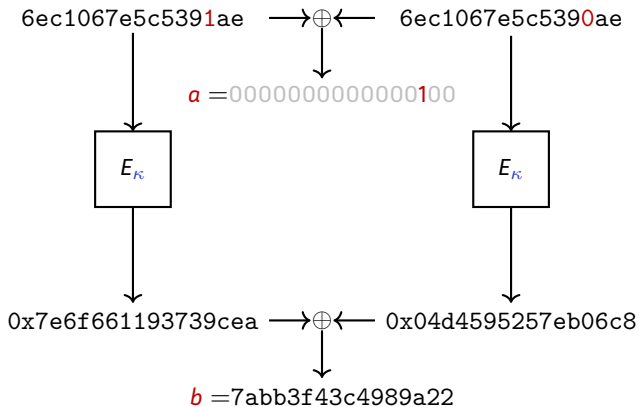 6ec1067e5c5391ae ⊕ 6ec1067e5c5390ae
a =0000000000000100
Eκ Eκ
0x7e6f661193739cea ⊕ 0x04d4595257eb06c8
b =7abb3f43c4989a22